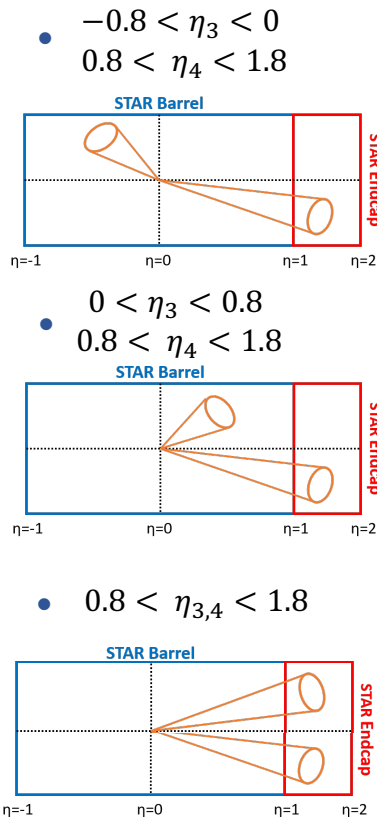 −0.8 < η₃ < 0
0.8 < η₄ < 1.8
STAR Barrel
STAR Endcap
η=-1 η=0 η=1 η=2
0 < η₃ < 0.8
0.8 < η₄ < 1.8
STAR Barrel
STAR Endcap
η=-1 η=0 η=1 η=2
0.8 < η₃,₄ < 1.8
STAR Barrel
STAR Endcap
η=-1 η=0 η=1 η=2